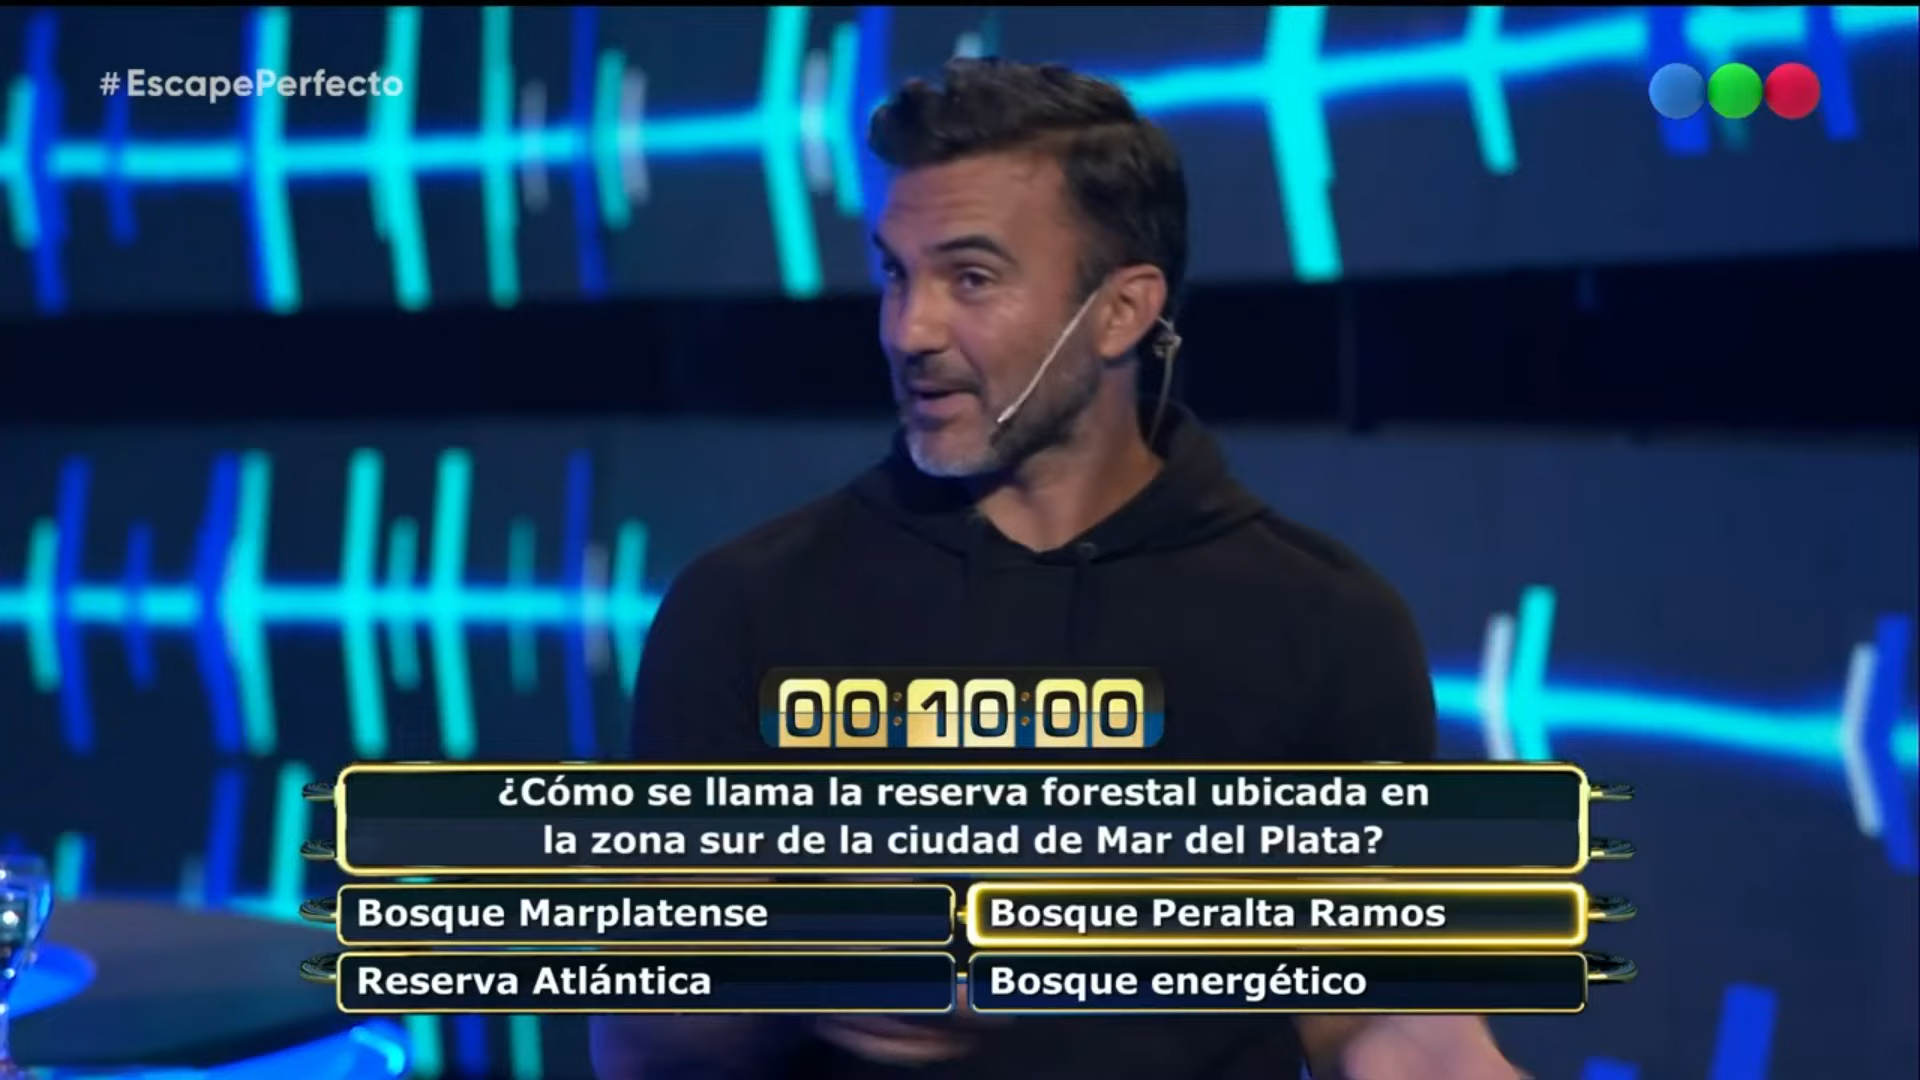 #EscapePerfecto
00:10:00
¿Cómo se llama la reserva forestal ubicada en
la zona sur de la ciudad de Mar del Plata?
Bosque Marplatense
Bosque Peralta Ramos
Reserva Atlántica
Bosque energético